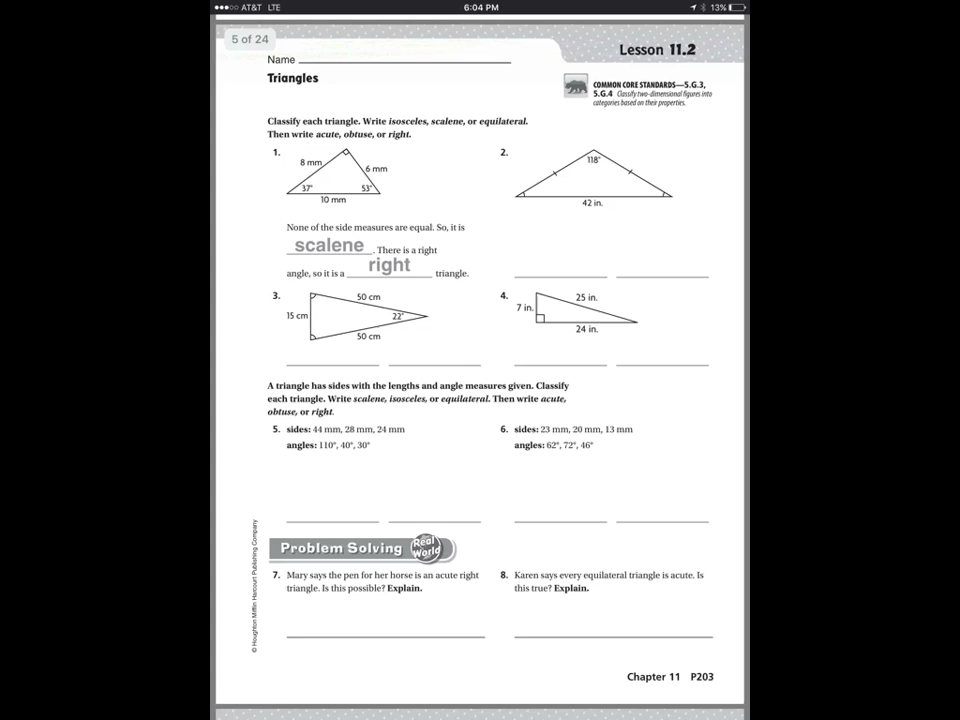 ●●●○○ AT&T LTE
6:04 PM
13%
5 of 24
Lesson 11.2
Name
Triangles
COMMON CORE STANDARDS—5.G.3,
5.G.4 Classify two-dimensional figures into
categories based on their properties.
Classify each triangle. Write isosceles, scalene, or equilateral.
Then write acute, obtuse, or right.
1.
8 mm
6 mm
37°
53°
10 mm
None of the side measures are equal. So, it is
scalene. There is a right
angle, so it is a right triangle.
2.
118°
42 in.
3.
50 cm
15 cm
22°
50 cm
4.
25 in.
7 in.
24 in.
A triangle has sides with the lengths and angle measures given. Classify
each triangle. Write scalene, isosceles, or equilateral. Then write acute,
obtuse, or right.
5. sides: 44 mm, 28 mm, 24 mm
angles: 110°, 40°, 30°
6. sides: 23 mm, 20 mm, 13 mm
angles: 62°, 72°, 46°
Problem Solving Real World
7. Mary says the pen for her horse is an acute right
triangle. Is this possible? Explain.
8. Karen says every equilateral triangle is acute. Is
this true? Explain.
© Houghton Mifflin Harcourt Publishing Company
Chapter 11 P203